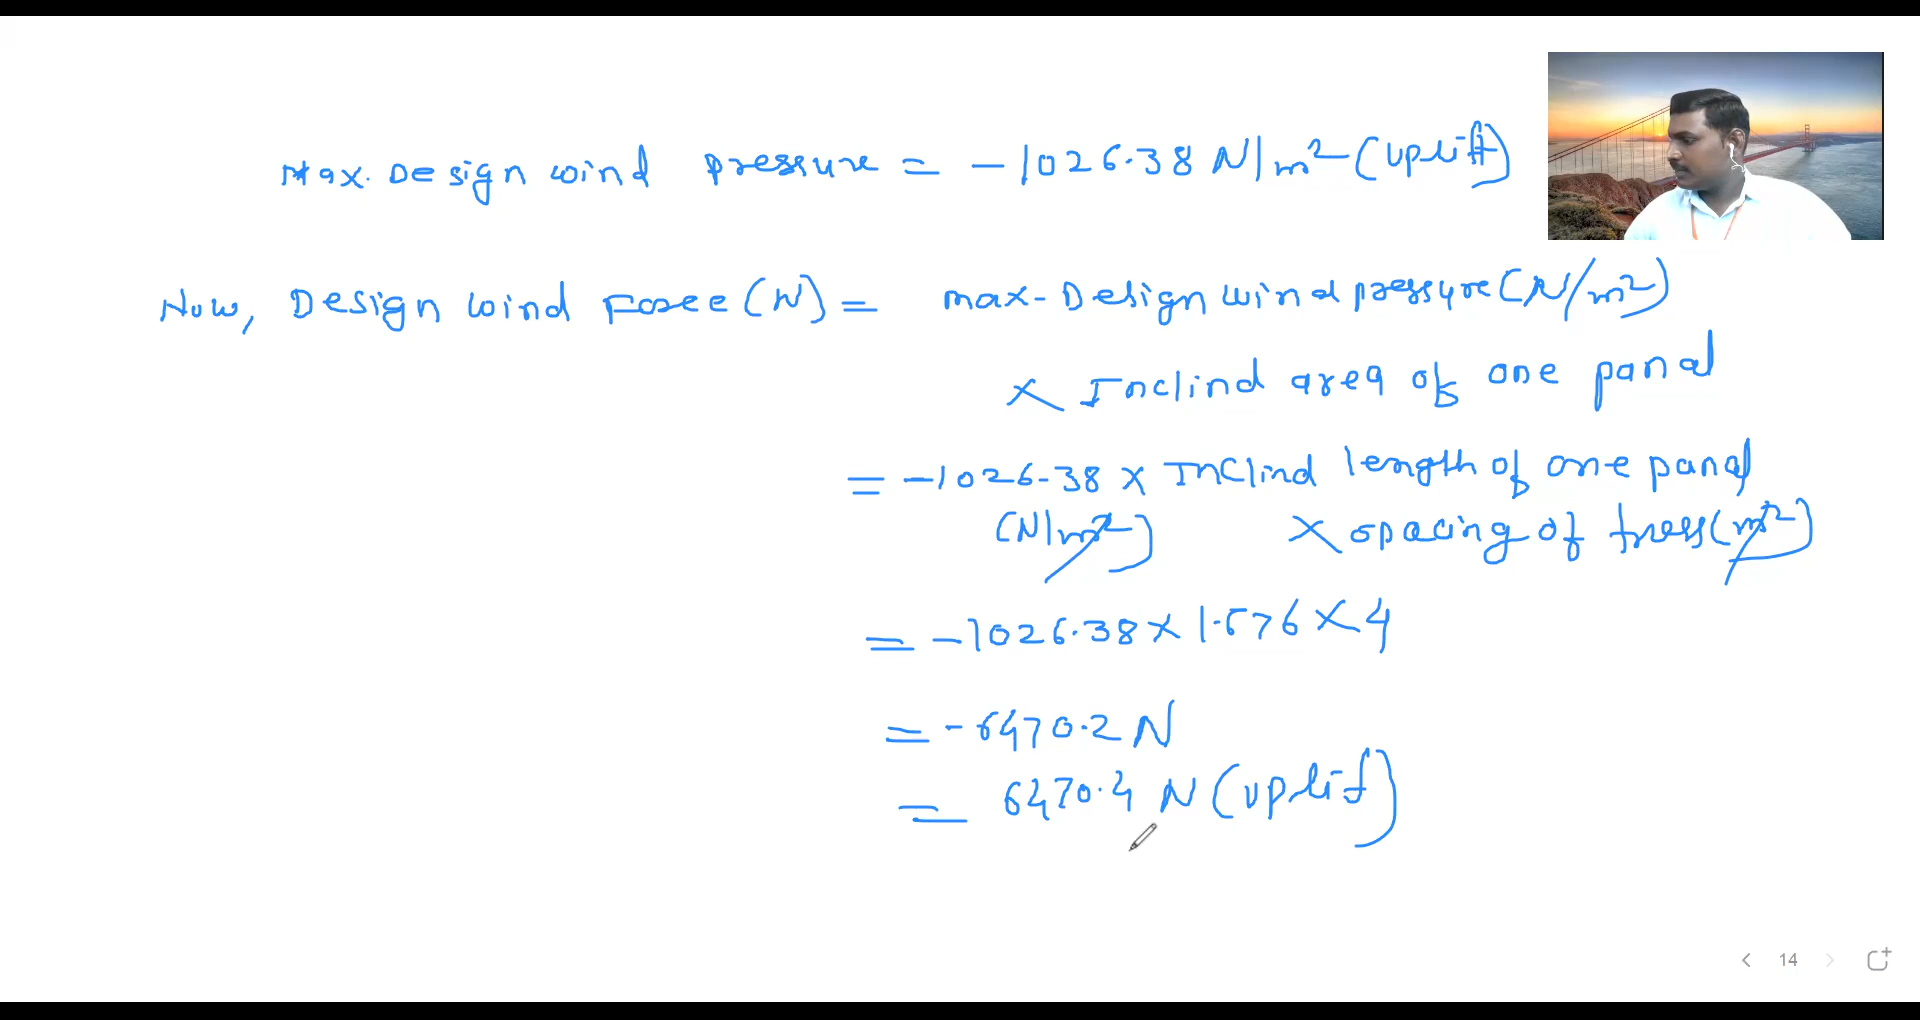 Max. Design wind pressure = -1026.38 N/m² (uplift)
Now, Design wind Force (N) = max-Design wind pressure (N/m²)
× Inclind area of one panal
= -1026.38 × Inclind length of one panal
(N/m²) × spacing of truss (m²)
= -1026.38 × 1.576 × 4
= -6470.2 N
= 6470.4 N (uplif)
14